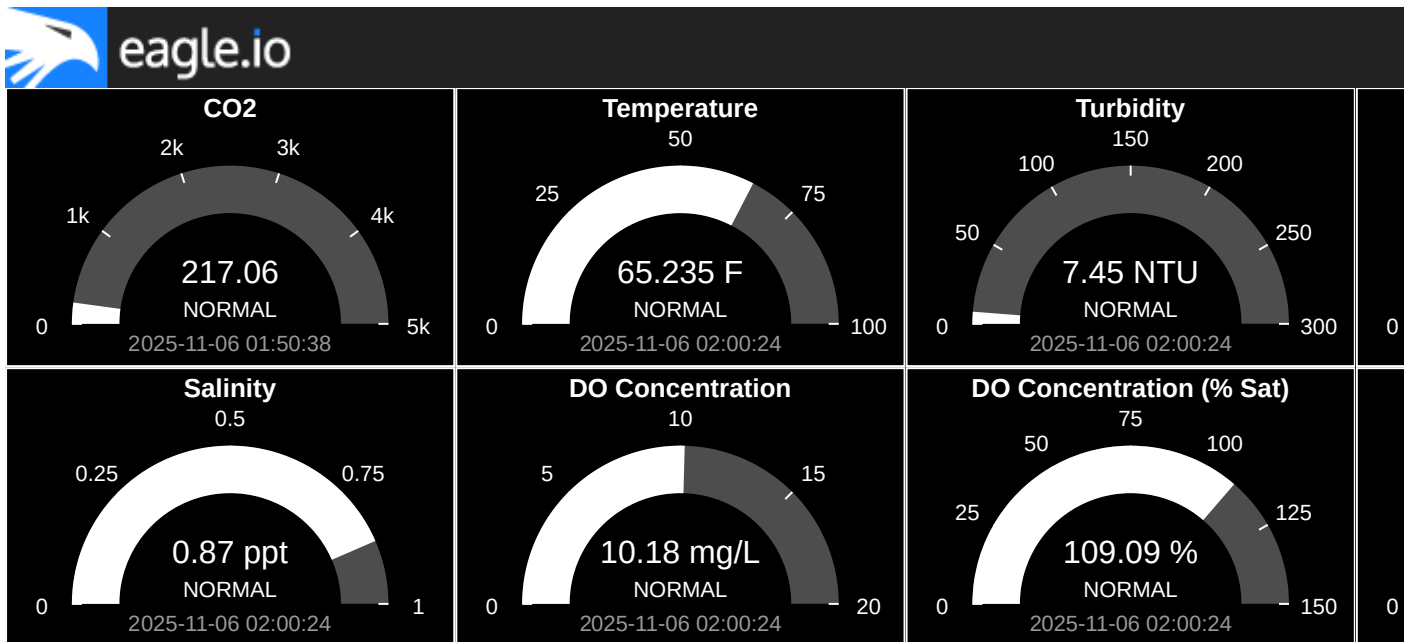 eagle.io
CO2
0
1k
2k
3k
4k
5k
217.06
NORMAL
2025-11-06 01:50:38
Temperature
0
25
50
75
100
65.235 F
NORMAL
2025-11-06 02:00:24
Turbidity
0
50
100
150
200
250
300
7.45 NTU
NORMAL
2025-11-06 02:00:24
0
Salinity
0
0.25
0.5
0.75
1
0.87 ppt
NORMAL
2025-11-06 02:00:24
DO Concentration
0
5
10
15
20
10.18 mg/L
NORMAL
2025-11-06 02:00:24
DO Concentration (% Sat)
0
25
50
75
100
125
150
109.09 %
NORMAL
2025-11-06 02:00:24
0